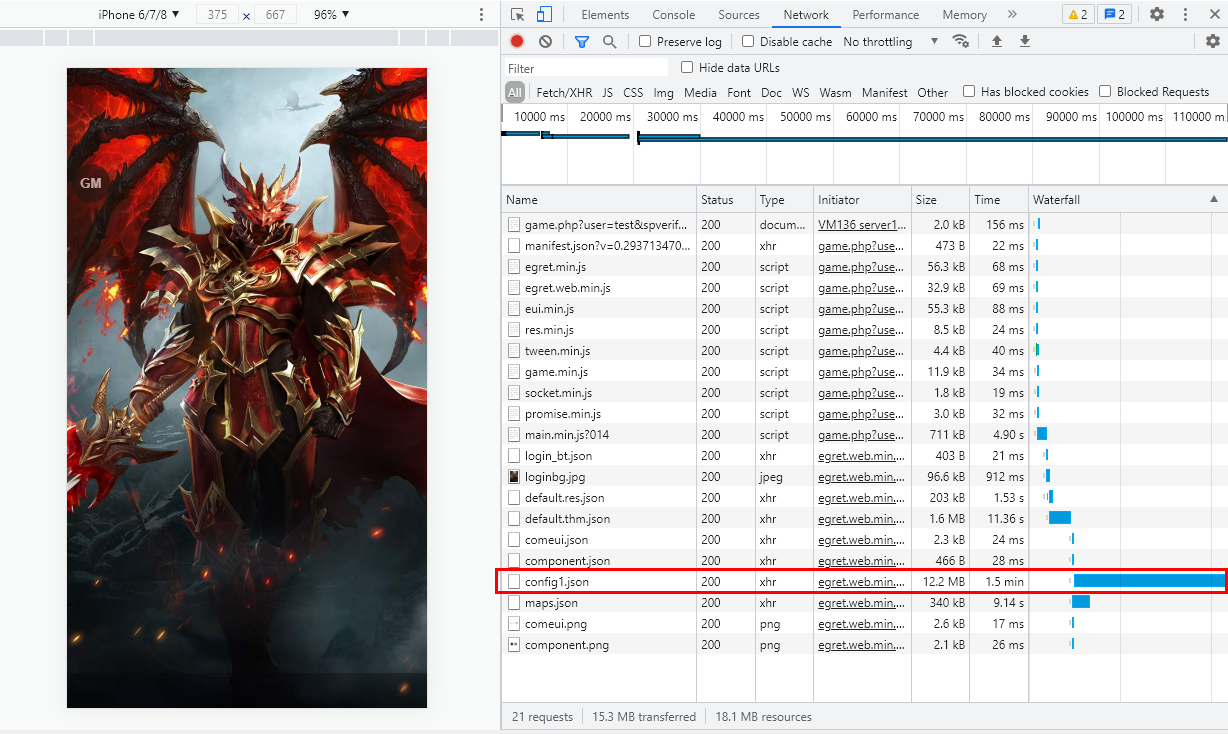 iPhone 6/7/8 ▼ 375 x 667 96% ▼
GM
Elements Console Sources Network Performance Memory » 2 2
Preserve log Disable cache No throttling ▼
Filter Hide data URLs
All Fetch/XHR JS CSS Img Media Font Doc WS Wasm Manifest Other Has blocked cookies Blocked Requests
10000 ms 20000 ms 30000 ms 40000 ms 50000 ms 60000 ms 70000 ms 80000 ms 90000 ms 100000 ms 110000 m
Name Status Type Initiator Size Time Waterfall ▲
game.php?user=test&spverif... 200 docum... VM136 server1... 2.0 kB 156 ms
manifest.json?v=0.293713470... 200 xhr game.php?use... 473 B 22 ms
egret.min.js 200 script game.php?use... 56.3 kB 68 ms
egret.web.min.js 200 script game.php?use... 32.9 kB 69 ms
eui.min.js 200 script game.php?use... 55.3 kB 88 ms
res.min.js 200 script game.php?use... 8.5 kB 24 ms
tween.min.js 200 script game.php?use... 4.4 kB 40 ms
game.min.js 200 script game.php?use... 11.9 kB 34 ms
socket.min.js 200 script game.php?use... 1.8 kB 19 ms
promise.min.js 200 script game.php?use... 3.0 kB 32 ms
main.min.js?014 200 script game.php?use... 711 kB 4.90 s
login_bt.json 200 xhr egret.web.min.... 403 B 21 ms
loginbg.jpg 200 jpeg egret.web.min.... 96.6 kB 912 ms
default.res.json 200 xhr egret.web.min.... 203 kB 1.53 s
default.thm.json 200 xhr egret.web.min.... 1.6 MB 11.36 s
comeui.json 200 xhr egret.web.min.... 2.3 kB 24 ms
component.json 200 xhr egret.web.min.... 466 B 28 ms
config1.json 200 xhr egret.web.min.... 12.2 MB 1.5 min
maps.json 200 xhr egret.web.min.... 340 kB 9.14 s
comeui.png 200 png egret.web.min.... 2.6 kB 17 ms
component.png 200 png egret.web.min.... 2.1 kB 26 ms
21 requests 15.3 MB transferred 18.1 MB resources